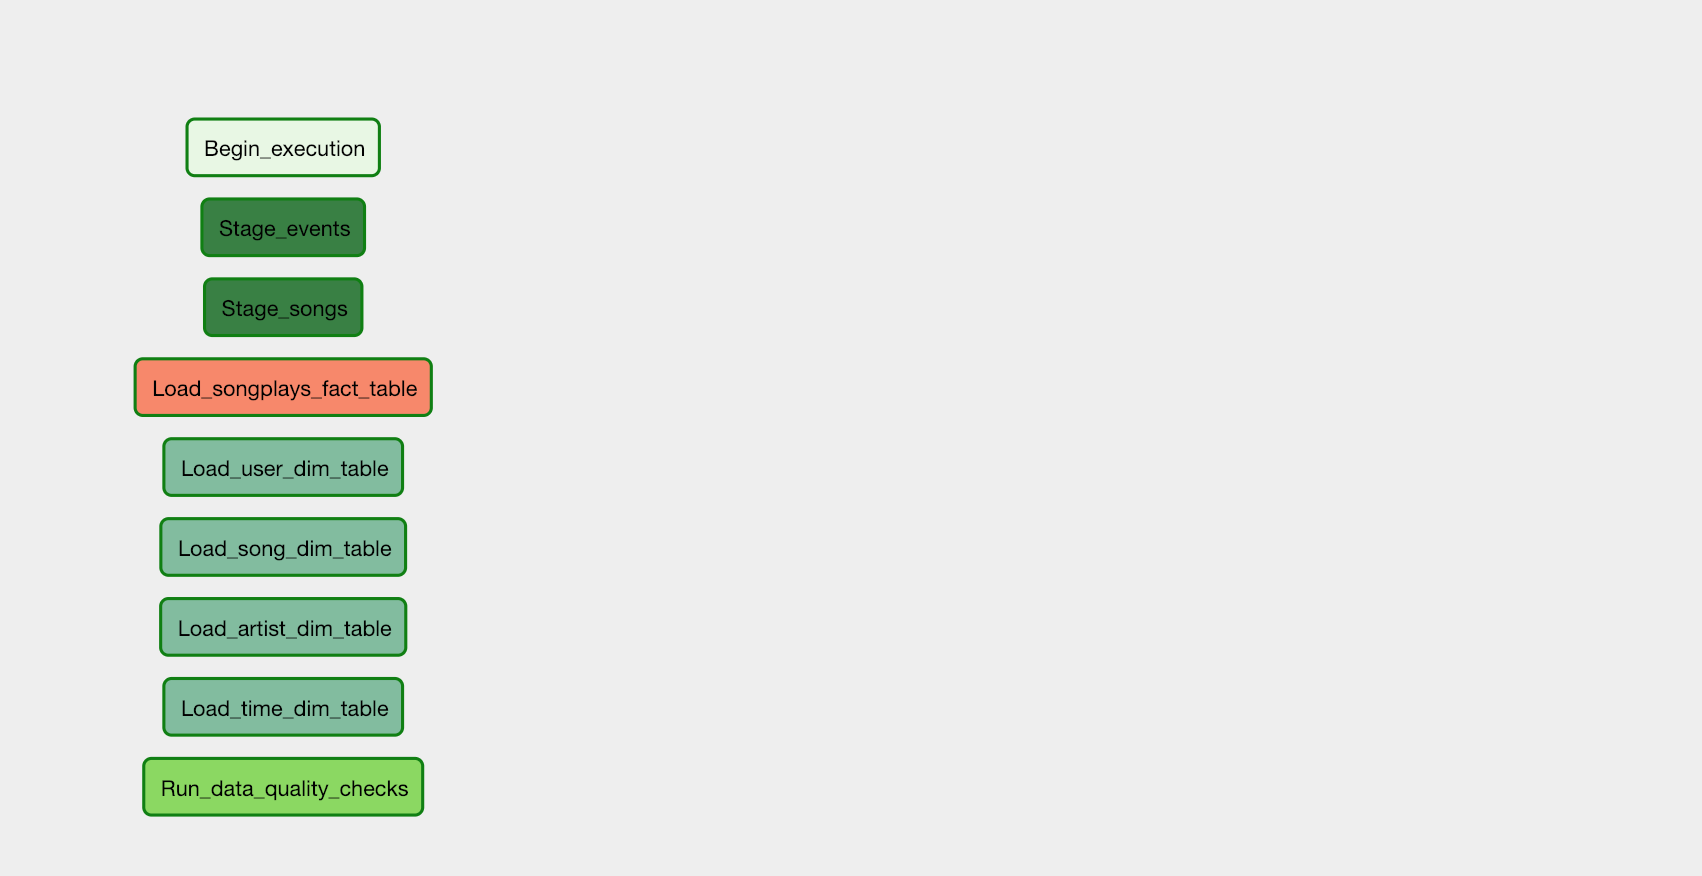 Begin_execution
Stage_events
Stage_songs
Load_songplays_fact_table
Load_user_dim_table
Load_song_dim_table
Load_artist_dim_table
Load_time_dim_table
Run_data_quality_checks